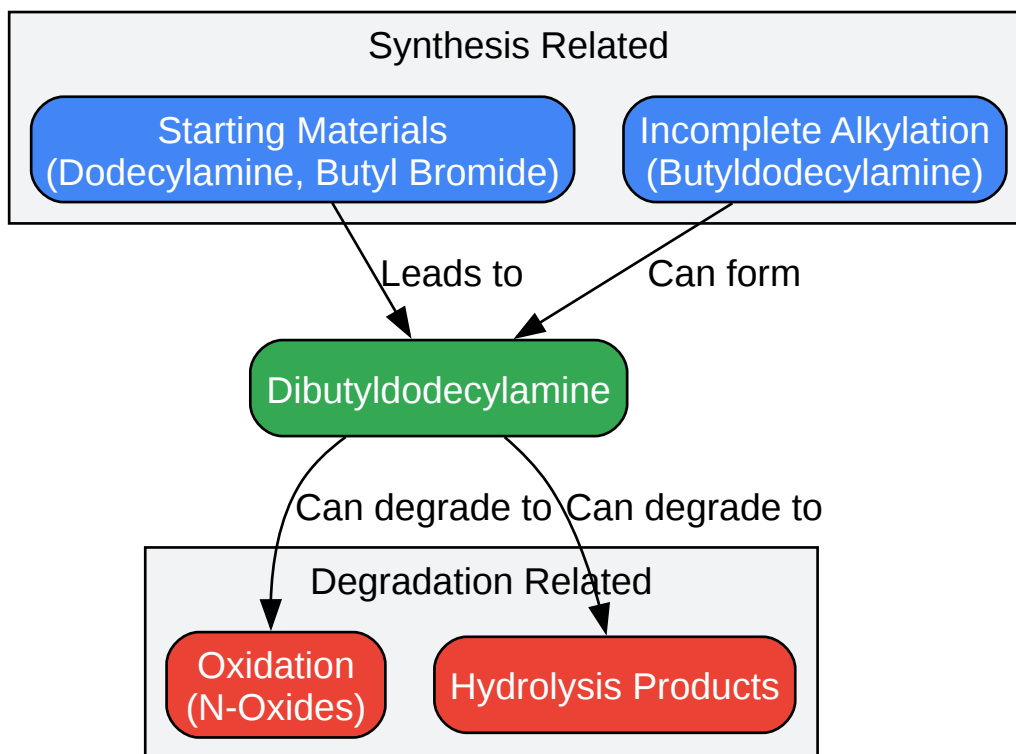 Synthesis Related
Starting Materials
(Dodecylamine, Butyl Bromide)
Incomplete Alkylation
(Butyldodecylamine)
Leads to
Can form
Dibutyldodecylamine
Can degrade to
Can degrade to
Degradation Related
Oxidation
(N-Oxides)
Hydrolysis Products